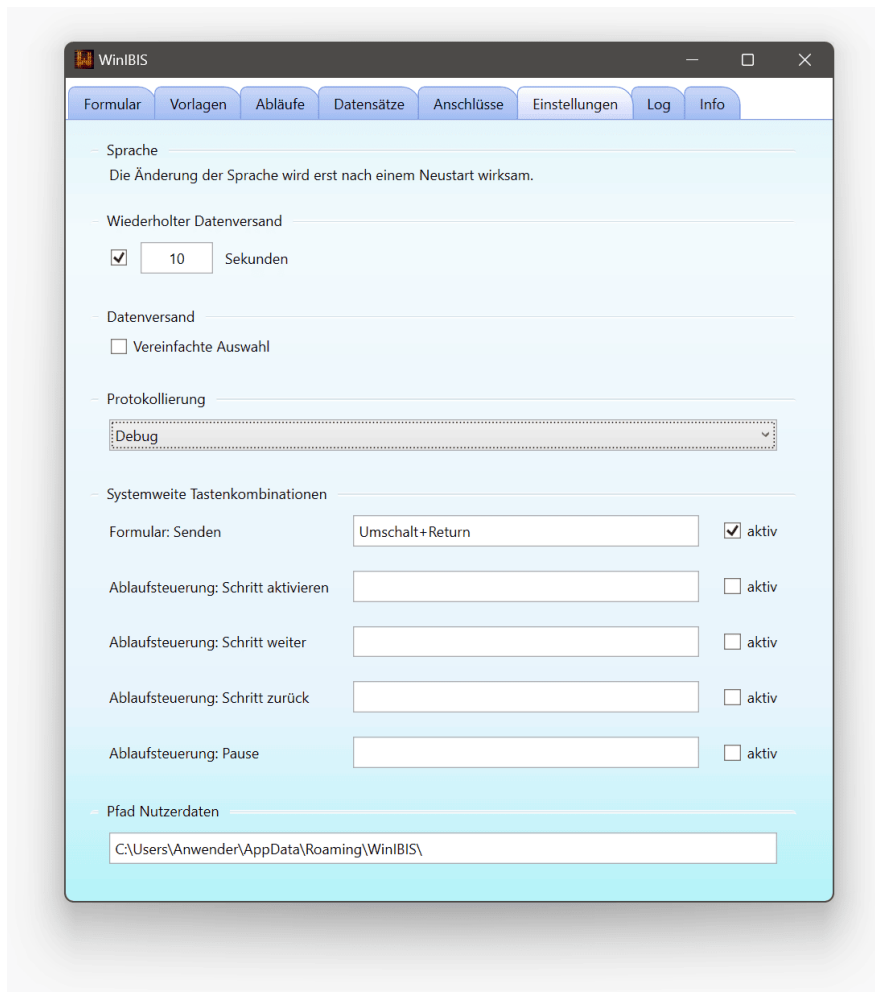 WinIBIS
Formular Vorlagen Abläufe Datensätze Anschlüsse Einstellungen Log Info
Sprache
Die Änderung der Sprache wird erst nach einem Neustart wirksam.
Wiederholter Datenversand
10 Sekunden
Datenversand
Vereinfachte Auswahl
Protokollierung
Debug
Systemweite Tastenkombinationen
Formular: Senden Umschalt+Return aktiv
Ablaufsteuerung: Schritt aktivieren aktiv
Ablaufsteuerung: Schritt weiter aktiv
Ablaufsteuerung: Schritt zurück aktiv
Ablaufsteuerung: Pause aktiv
Pfad Nutzerdaten
C:\Users\Anwender\AppData\Roaming\WinIBIS\